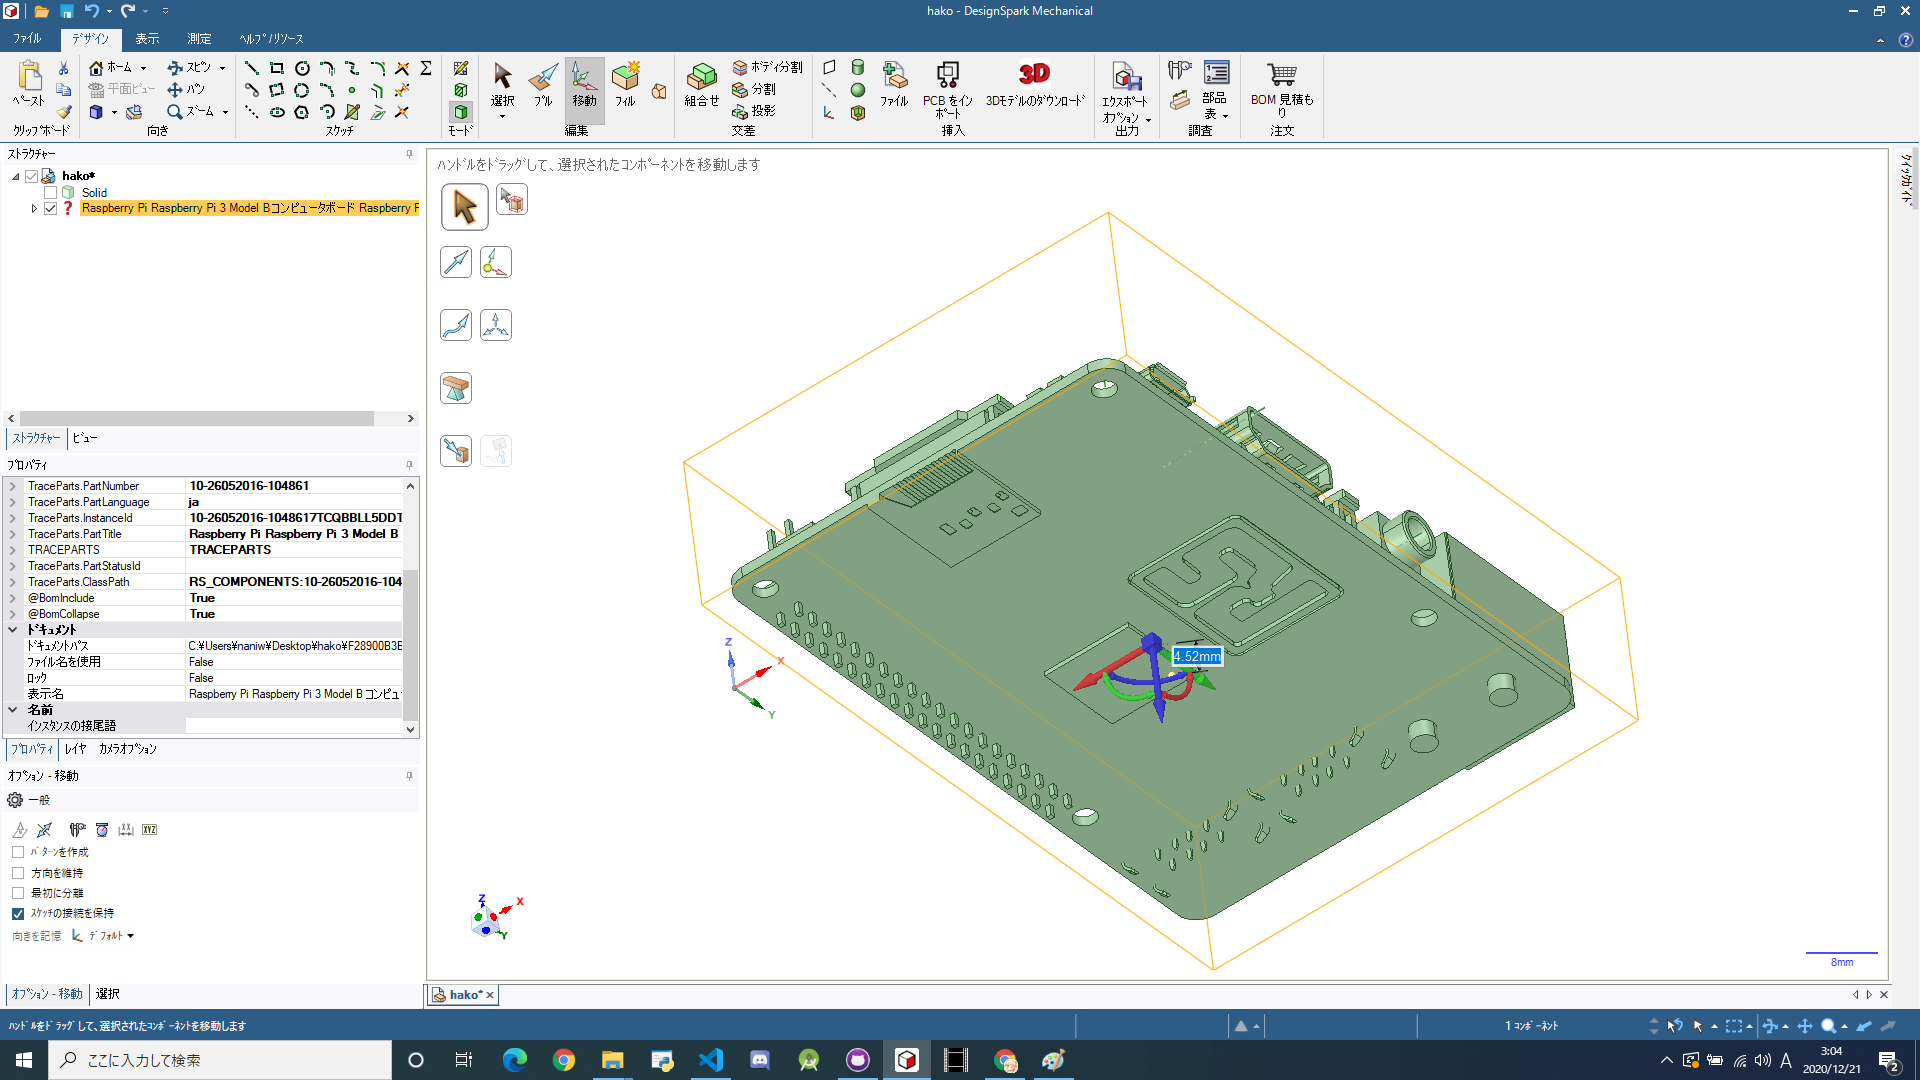 hako - DesignSpark Mechanical
ファイル
デザイン
表示
測定
ヘルプ/リソース
ペースト
クリップボード
ホーム
平面ビュー
スピン
パン
ズーム
向き
スケッチ
モード
選択
プル
移動
フィル
編集
組合せ
ボディ分割
分割
投影
交差
ファイル
PCB をインポート
3D
3Dモデルのダウンロード
挿入
エクスポート
オプション
出力
部品表
調査
BOM 見積もり
注文
ストラクチャー
hako*
Solid
Raspberry Pi Raspberry Pi 3 Model Bコンピュータボード Raspberry P
ストラクチャー
ビュー
プロパティ
TraceParts.PartNumber 10-26052016-104861
TraceParts.PartLanguage ja
TraceParts.InstanceId 10-26052016-1048617TCQBBLL5DDT
TraceParts.PartTitle Raspberry Pi Raspberry Pi 3 Model B
TRACEPARTS TRACEPARTS
TraceParts.PartStatusId
TraceParts.ClassPath RS_COMPONENTS:10-26052016-104
@BomInclude True
@BomCollapse True
ドキュメント
ドキュメントパス C:¥Users¥naniw¥Desktop¥hako¥F28900B3E
ファイル名を使用 False
ロック False
表示名 Raspberry Pi Raspberry Pi 3 Model B コンピュー
名前
インスタンスの接尾語
プロパティ
レイヤ
カメラオプション
オプション - 移動
一般
XYZ
パターンを作成
方向を維持
最初に分離
スケッチの接続を保持
向きを記憶
デフォルト
オプション - 移動
選択
ハンドルをドラッグして、選択されたコンポーネントを移動します
Z
X
Y
4.52mm
Z
X
Y
8mm
クイックガイド
hako*
ハンドルをドラッグして、選択されたコンポーネントを移動します
1 コンポーネント
ここに入力して検索
A
3:04
2020/12/21
2